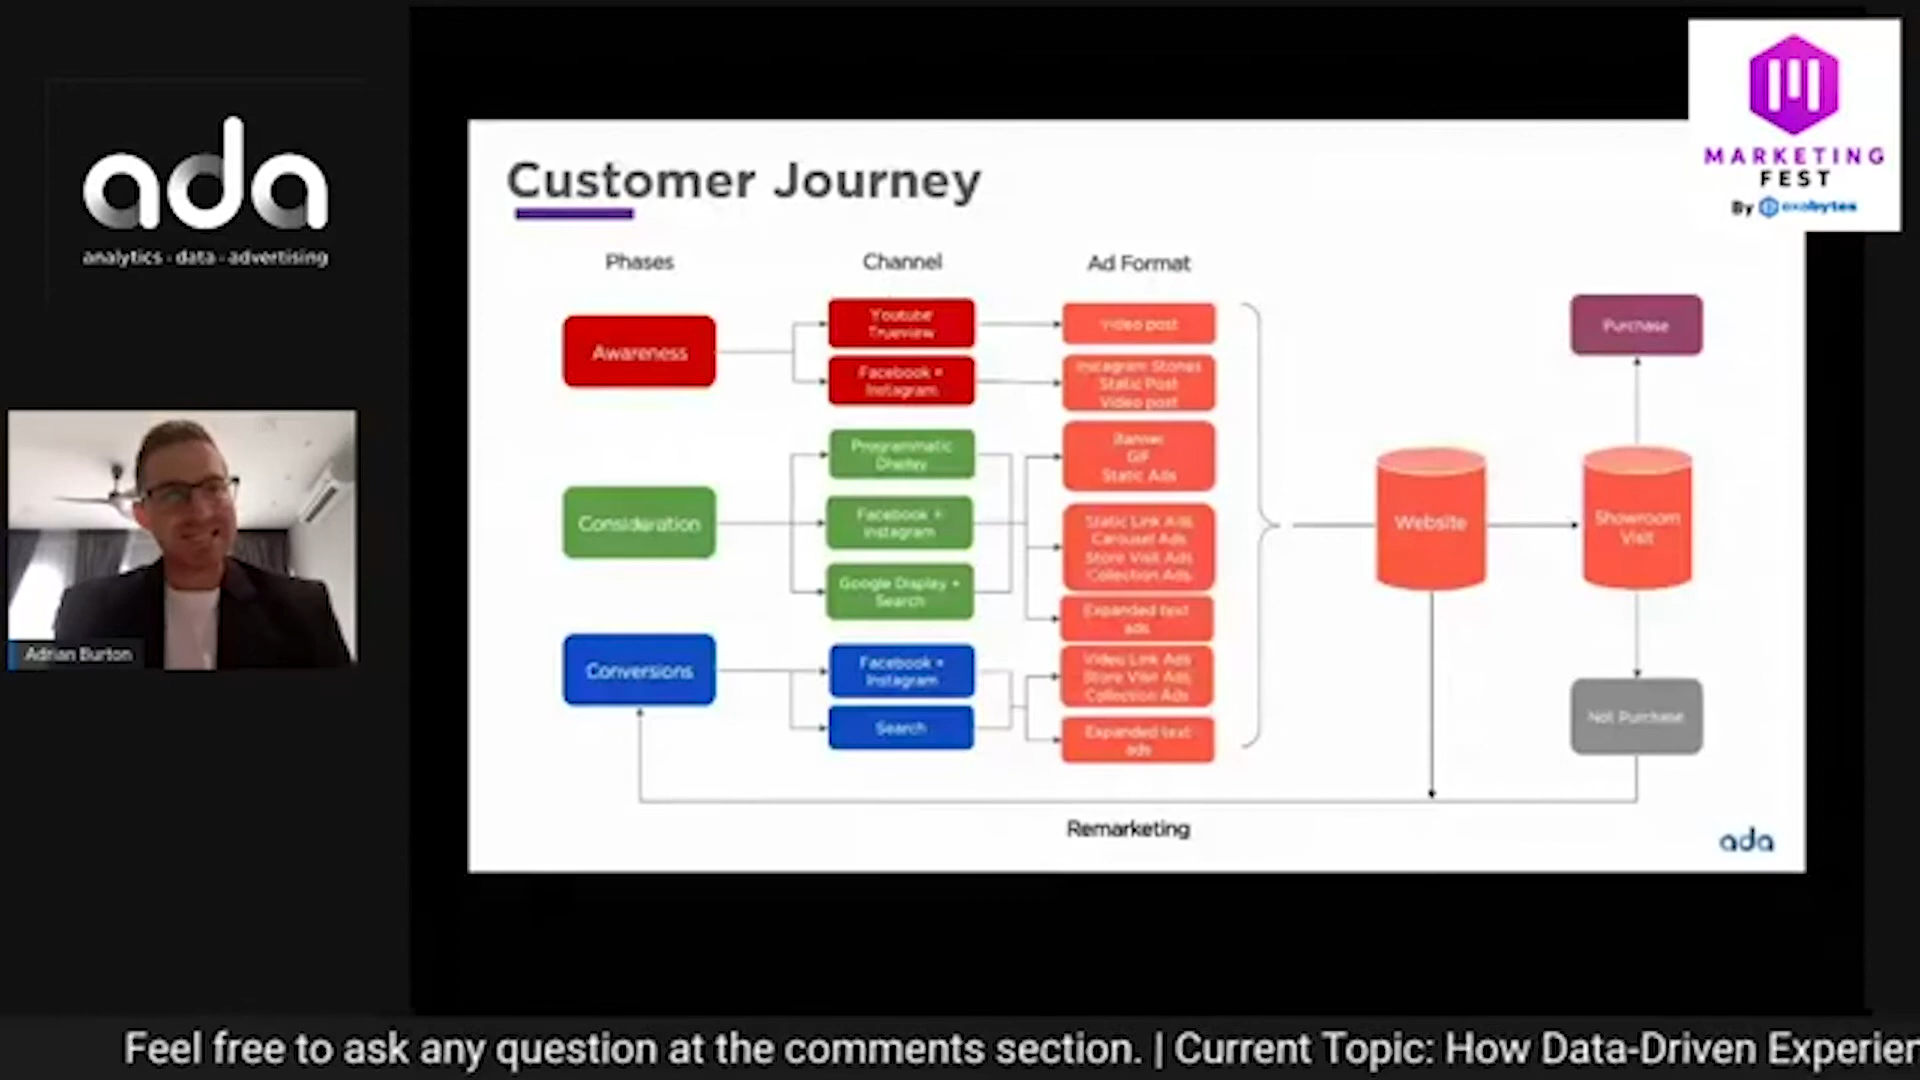 ada
analytics · data · advertising
Adrian Burton
MARKETING
FEST
By exabytes
Customer Journey
Phases
Channel
Ad Format
Awareness
Youtube
Trueview
Video post
Facebook +
Instagram
Instagram Stories
Static Post
Video post
Consideration
Programmatic
Display
Banner
GIF
Static Ads
Facebook +
Instagram
Static Link Ads
Carousel Ads
Store Visit Ads
Collection Ads
Google Display +
Search
Expanded text
ads
Conversions
Facebook +
Instagram
Video Link Ads
Store Visit Ads
Collection Ads
Search
Expanded text
ads
Website
Showroom
Visit
Purchase
Not Purchase
Remarketing
ada
Feel free to ask any question at the comments section. | Current Topic: How Data-Driven Experien